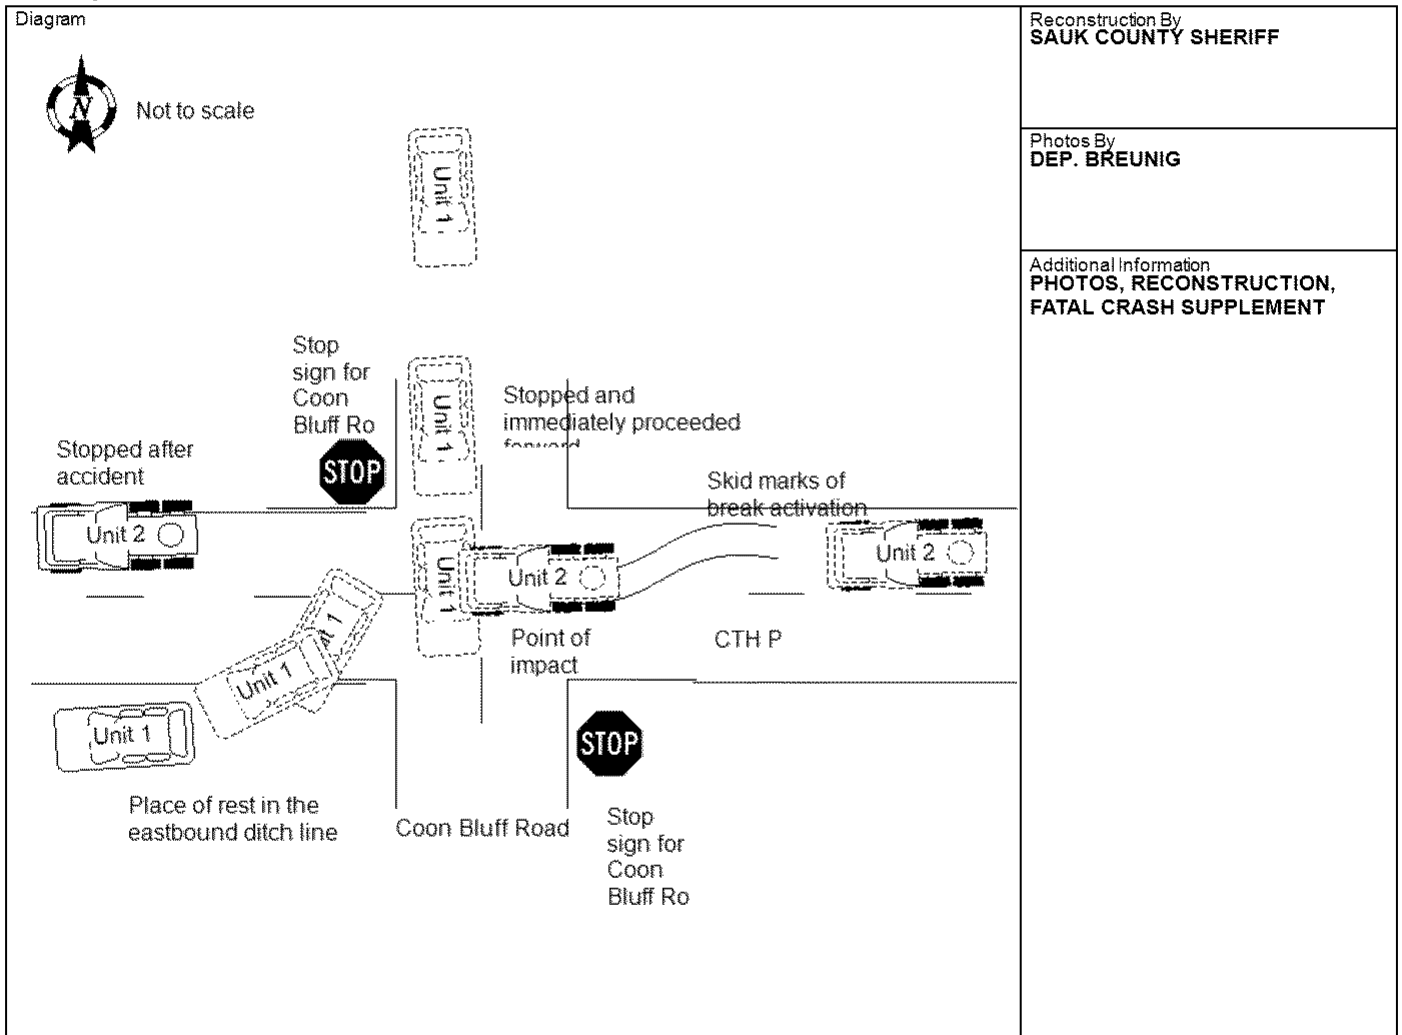 Diagram
Reconstruction By
SAUK COUNTY SHERIFF
N
Not to scale
Photos By
DEP. BREUNIG
Unit 1
Additional Information
PHOTOS, RECONSTRUCTION,
FATAL CRASH SUPPLEMENT
Stop
sign for
Coon
Bluff Ro
Unit 1
Stopped and
immediately proceeded
forward
Stopped after
accident
STOP
Skid marks of
break activation
Unit 2
Unit 1
Unit 2
Unit 2
Point of
impact
CTH P
it 1
Unit 1
Unit 1
STOP
Place of rest in the
eastbound ditch line
Coon Bluff Road
Stop
sign for
Coon
Bluff Ro